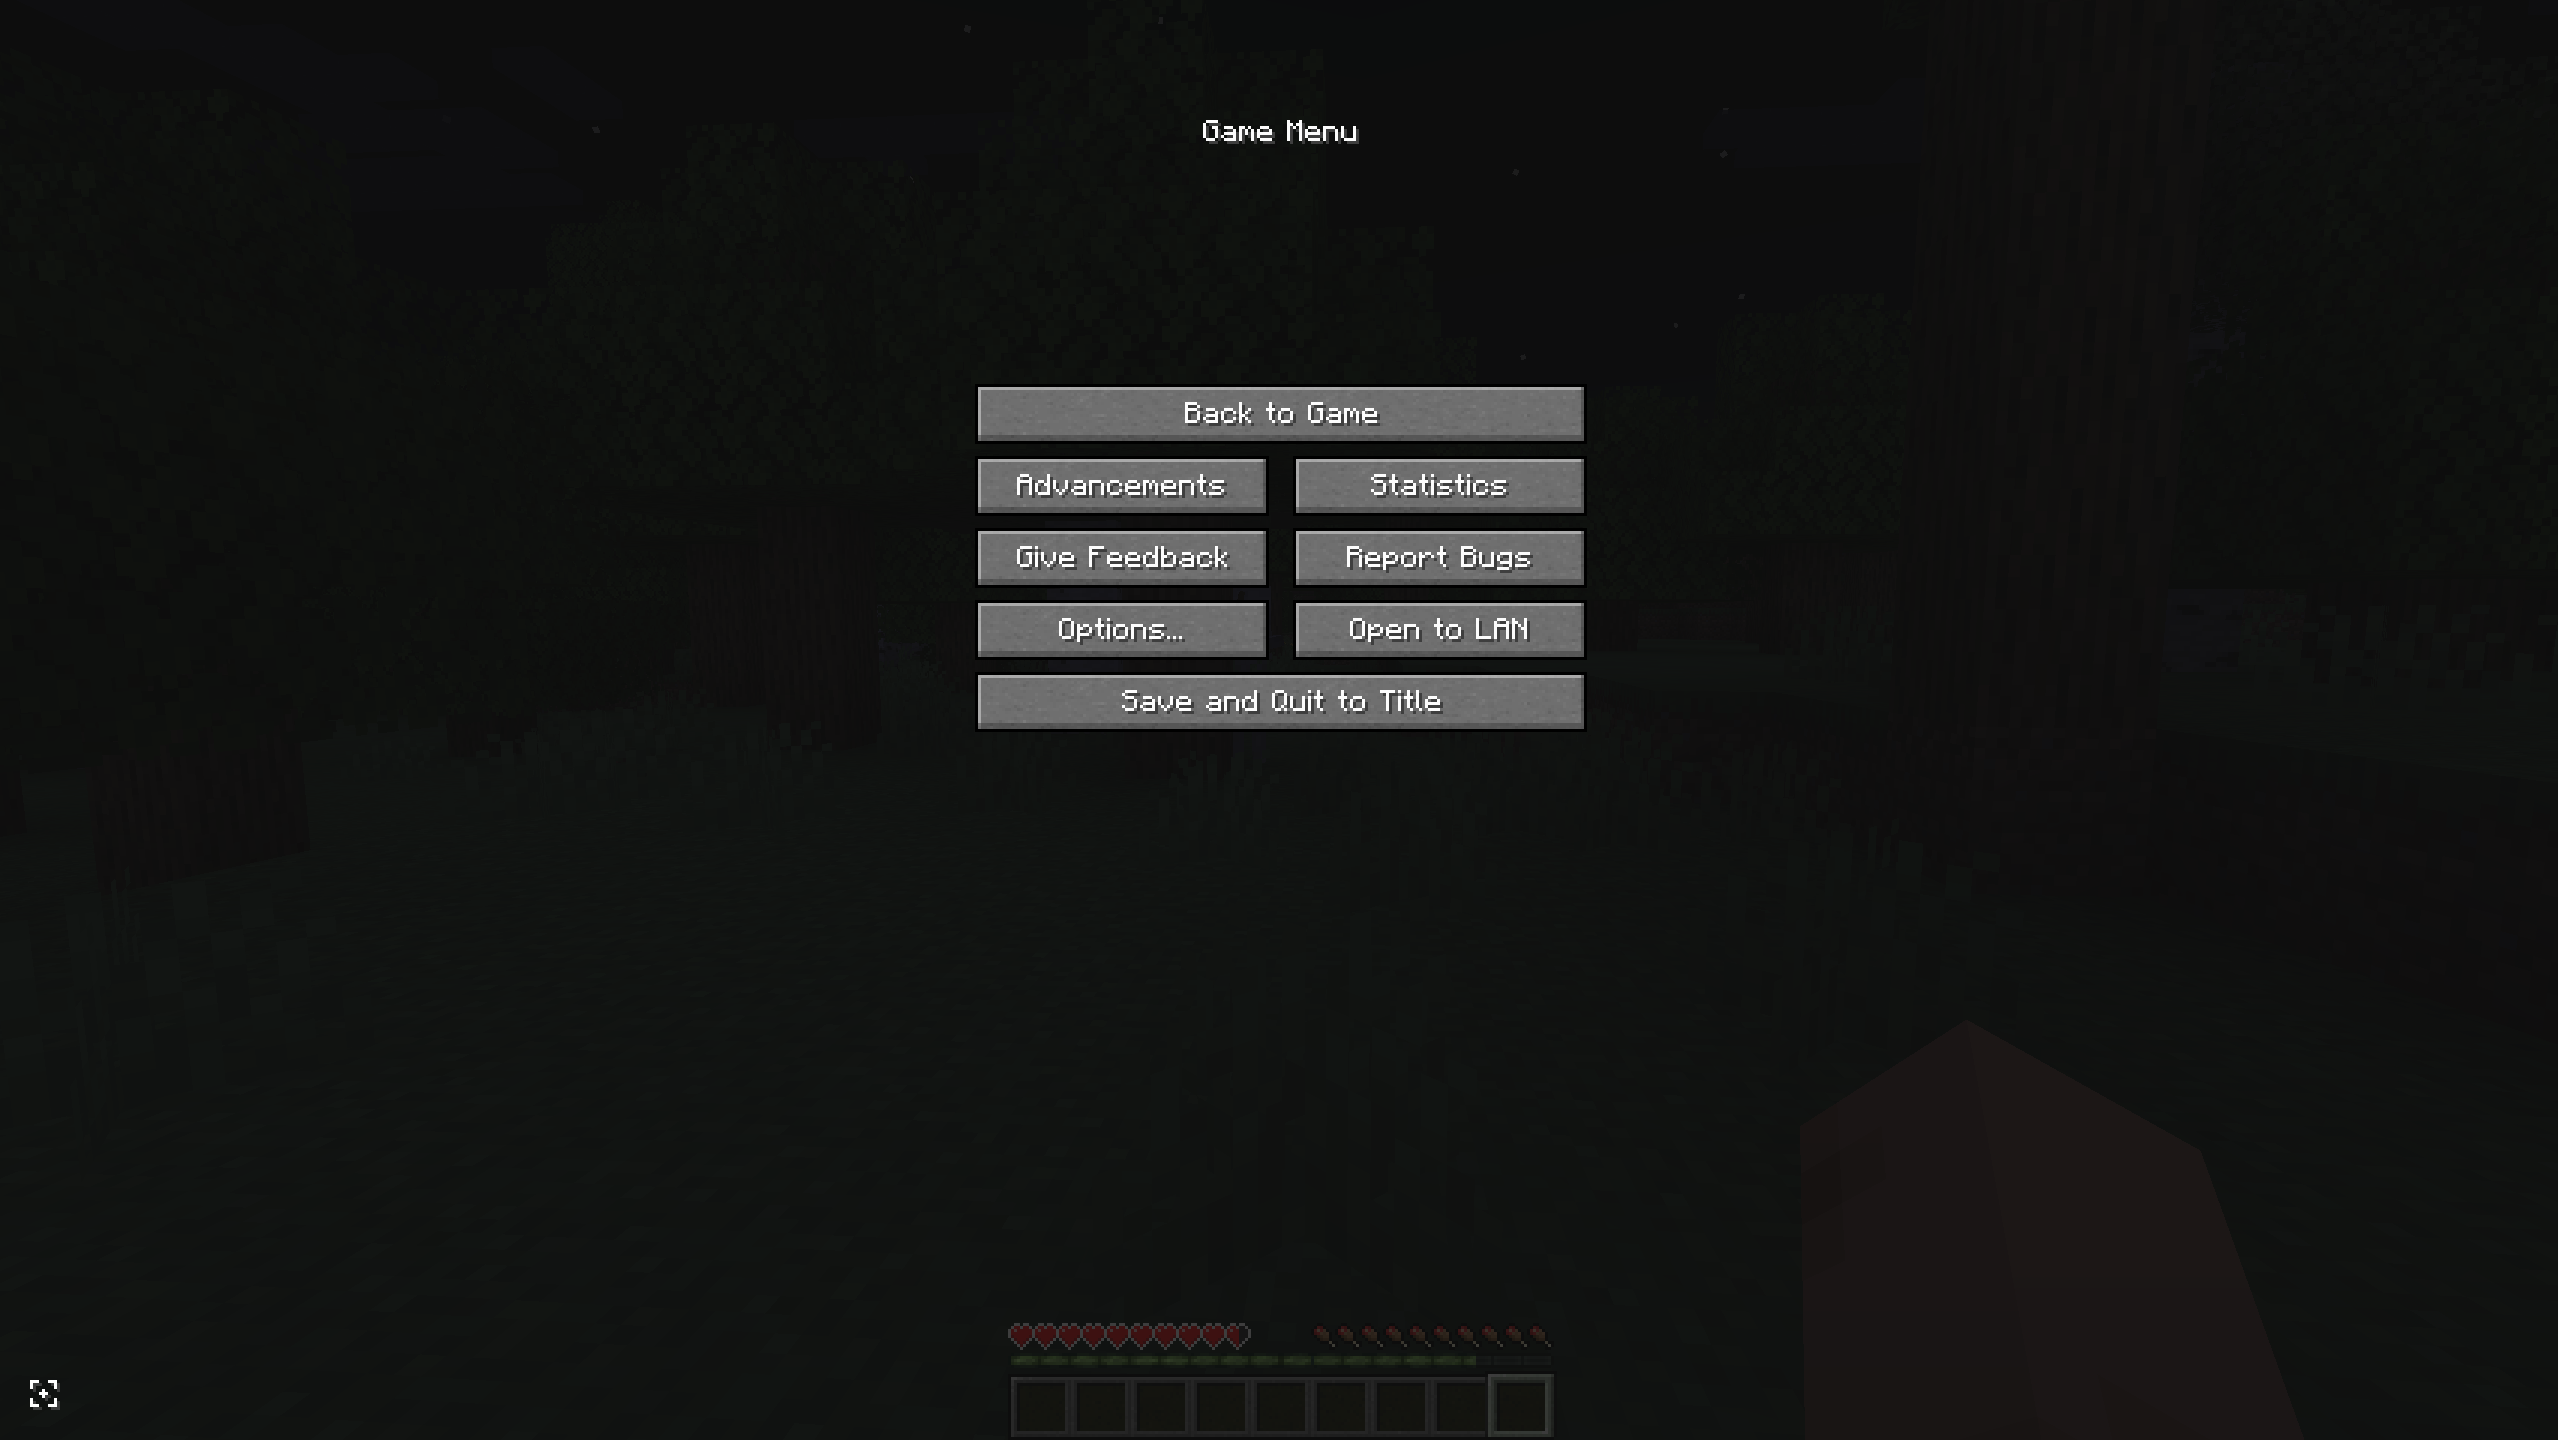 Game Menu
Back to Game
Advancements
Statistics
Give Feedback
Report Bugs
Options...
Open to LAN
Save and Quit to Title